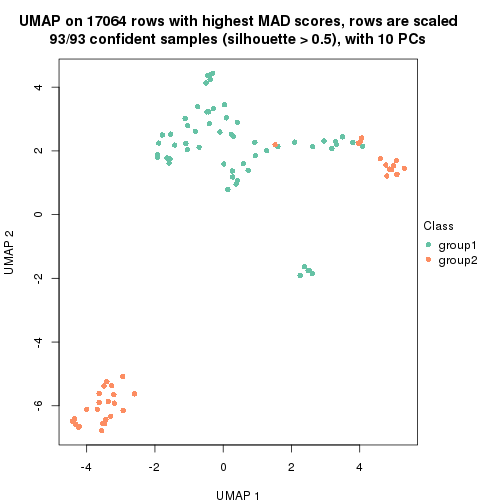 UMAP on 17064 rows with highest MAD scores, rows are scaled
93/93 confident samples (silhouette > 0.5), with 10 PCs
4
2
0
-2
-4
-6
UMAP 2
-4
-2
0
2
4
UMAP 1
Class
group1
group2